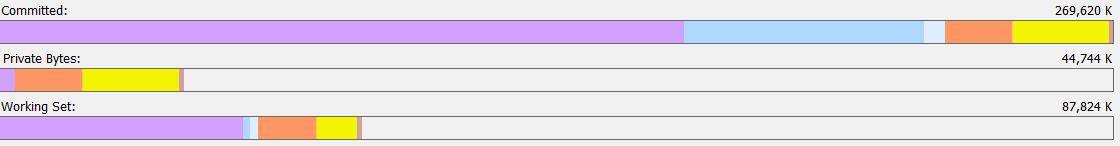 Committed: 269,620 K
Private Bytes: 44,744 K
Working Set: 87,824 K